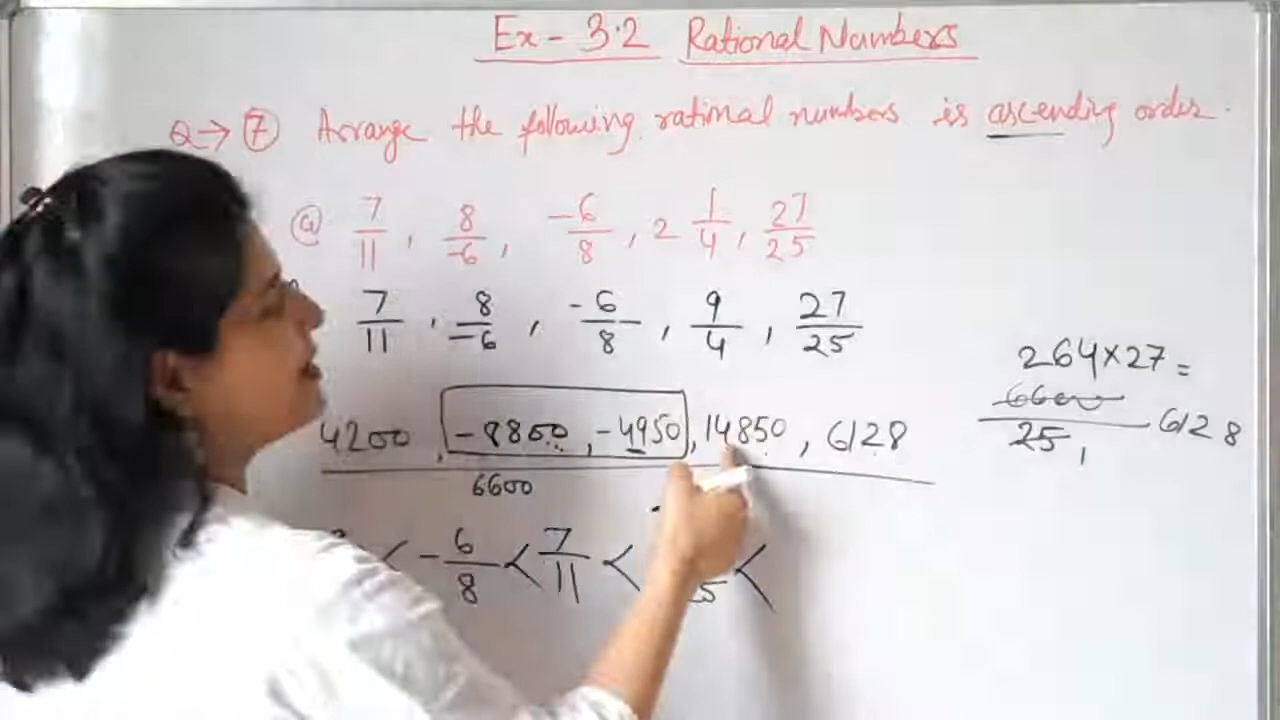 Ex - 3.2 Rational Numbers
Q → 7 Arrange the following rational numbers is ascending order.
(a) 7/11, 8/-6, -6/8, 2 1/4, 27/25
7/11, 8/-6, -6/8, 9/4, 27/25
4200, -8800, -4950, 14850, 6128
6600
< -6/8 < 7/11 < <
264×27 =
6600
25, 6128